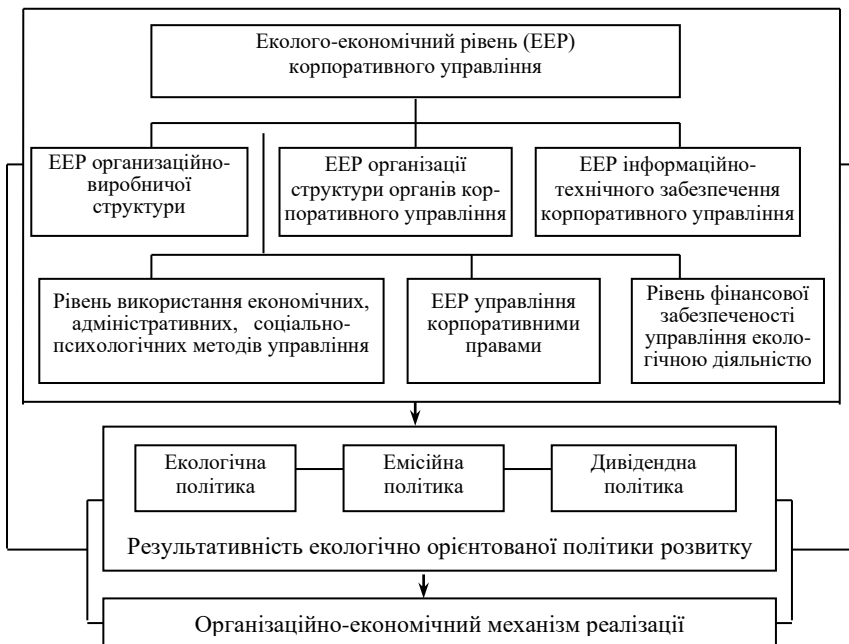 Еколого-економічний рівень (ЕЕР)
корпоративного управління
ЕЕР организаційно-
виробничої
структури
ЕЕР організації
структури органів кор-
поративного управління
ЕЕР інформаційно-
технічного забезпечення
корпоративного управління
Рівень використання економічних,
адміністративних, соціально-
психологічних методів управління
ЕЕР управління
корпоративними
правами
Рівень фінансової
забезпеченості
управління еколо-
гічною діяльністю
Екологічна
політика
Емісійна
політика
Дивідендна
політика
Результативність екологічно орієнтованої політики розвитку
Організаційно-економічний механізм реалізації